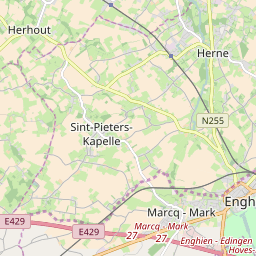 Herhout
Herne
N255
Sint-Pieters-
Kapelle
Marcq - Mark
Engh
E429
E429
Marcq - Mark
27
27
Enghien - Edingen
Hoves-